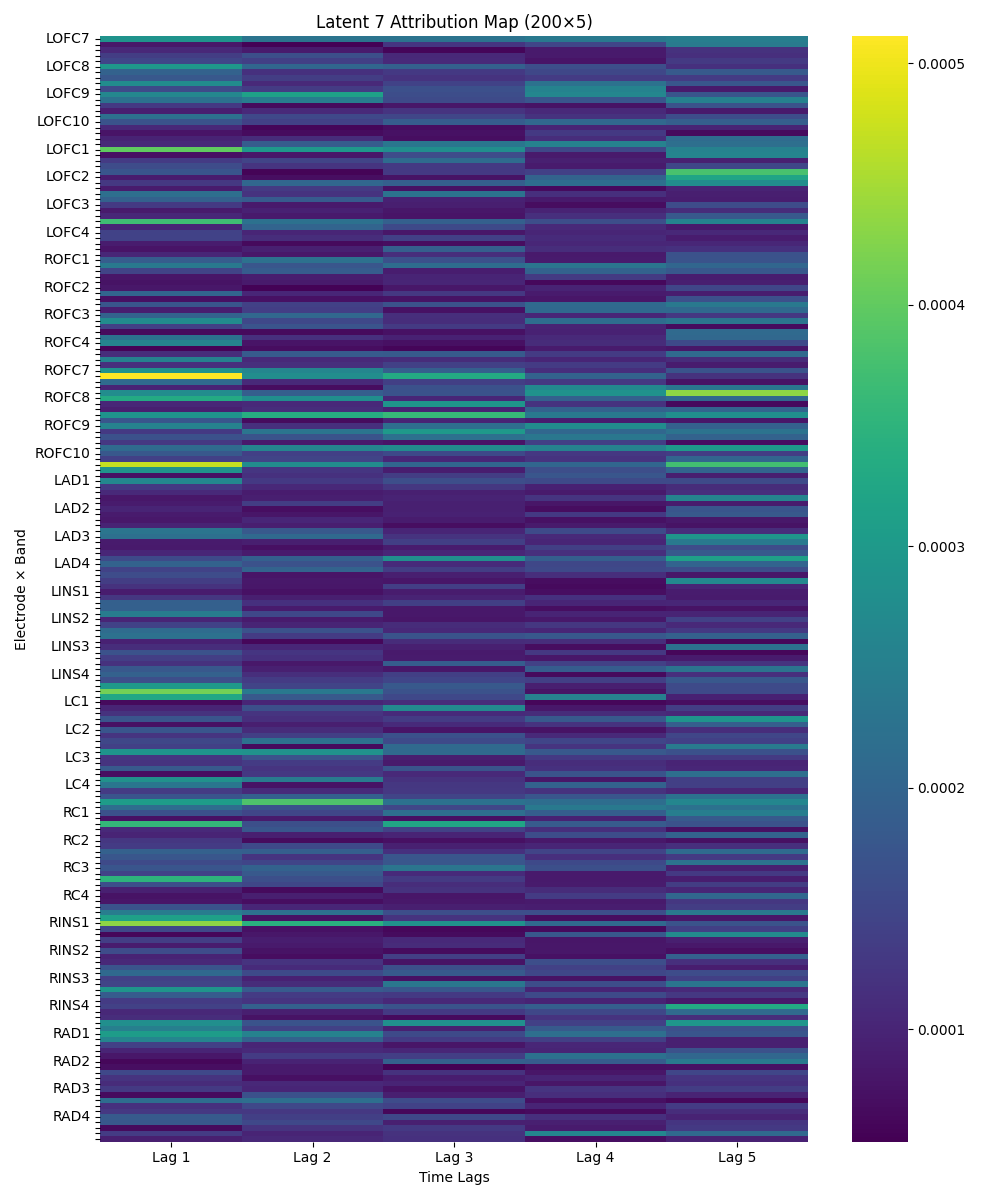 Latent 7 Attribution Map (200×5)
LOFC7
LOFC8
LOFC9
LOFC10
LOFC1
LOFC2
LOFC3
LOFC4
ROFC1
ROFC2
ROFC3
ROFC4
ROFC7
ROFC8
ROFC9
ROFC10
LAD1
LAD2
LAD3
LAD4
LINS1
LINS2
LINS3
LINS4
LC1
LC2
LC3
LC4
RC1
RC2
RC3
RC4
RINS1
RINS2
RINS3
RINS4
RAD1
RAD2
RAD3
RAD4
Electrode × Band
Lag 1 Lag 2 Lag 3 Lag 4 Lag 5
Time Lags
0.0005
0.0004
0.0003
0.0002
0.0001